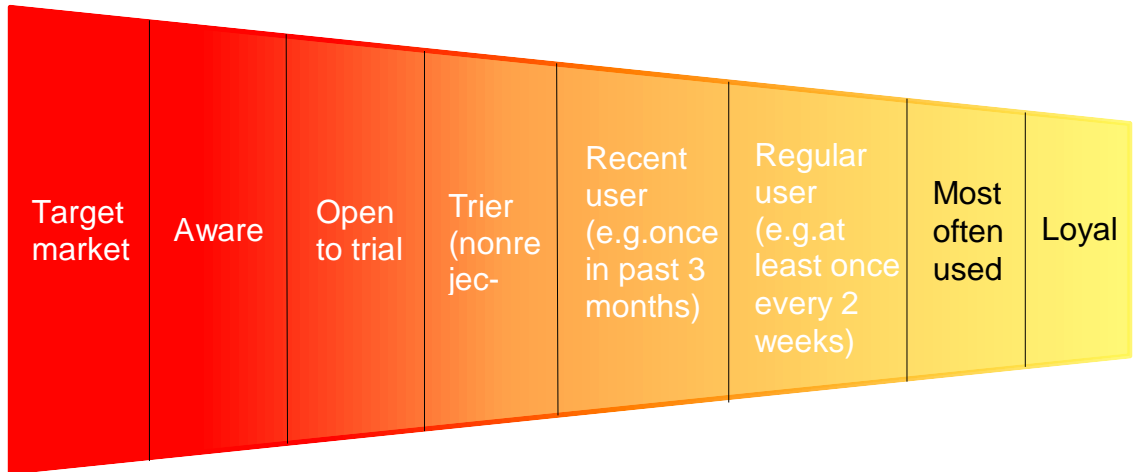 Target
market
Aware
Open
to trial
Trier
(nonre
jec-
Recent
user
(e.g.once
in past 3
months)
Regular
user
(e.g.at
least once
every 2
weeks)
Most
often
used
Loyal